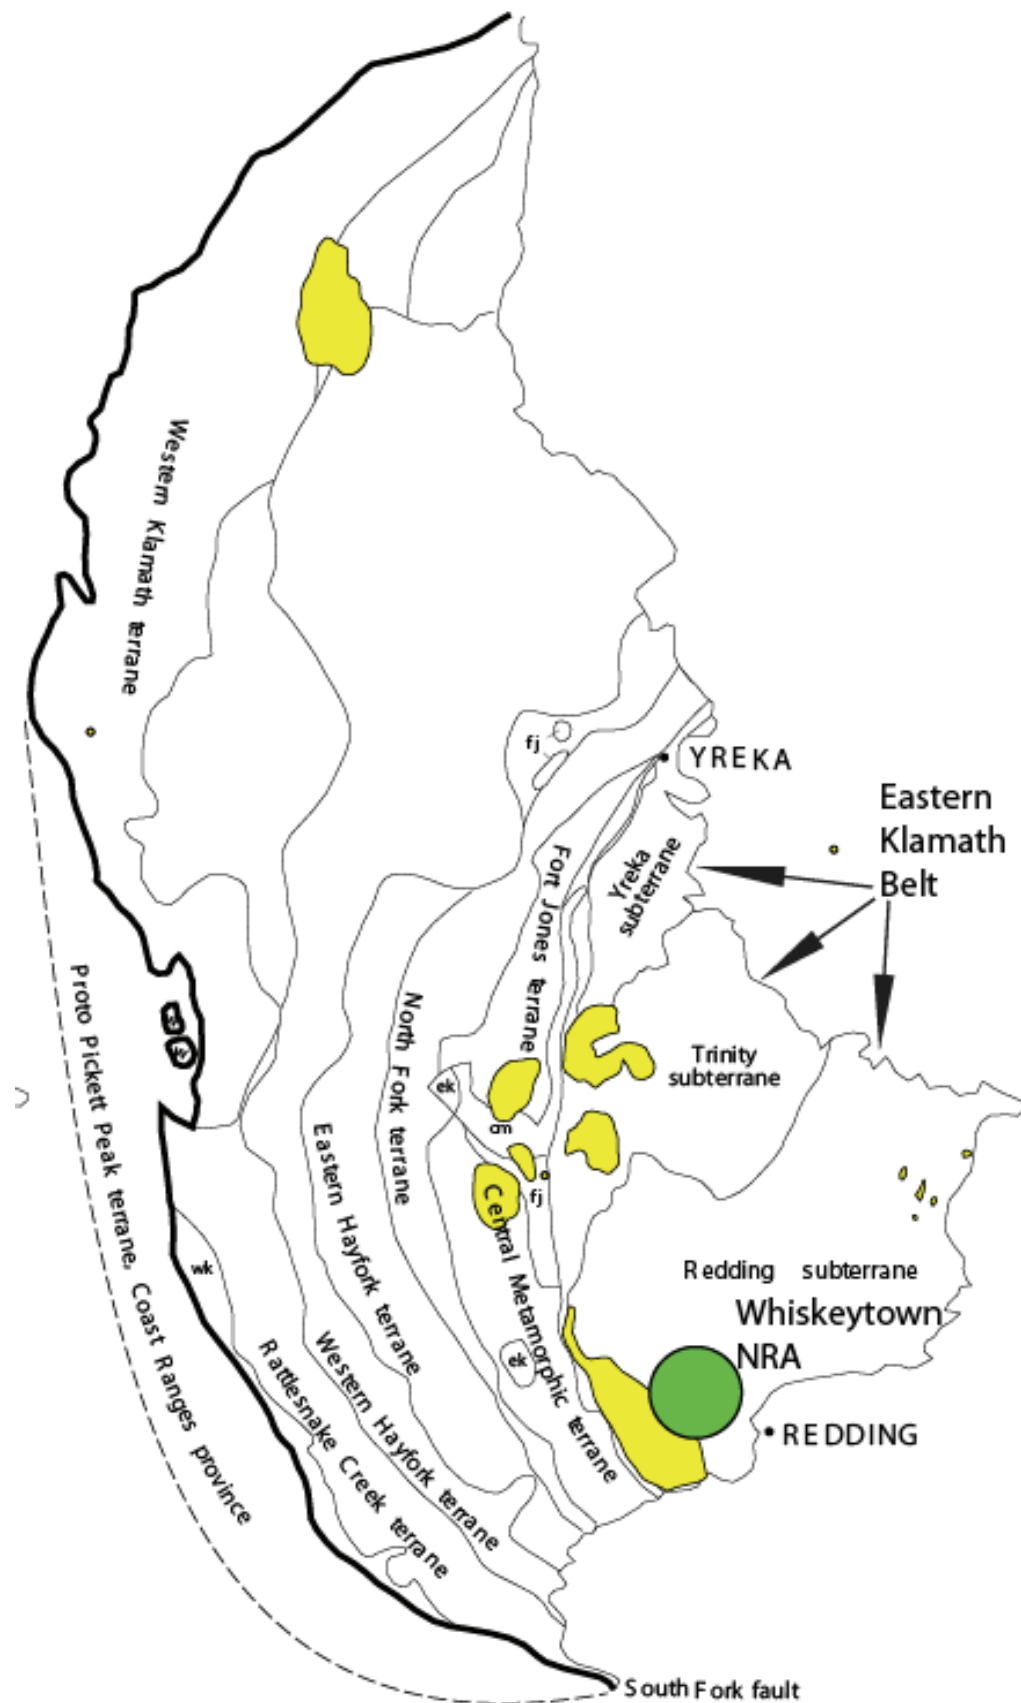 Western Klamath terrane
fj
YREKA
Eastern
Klamath
Belt
Yreka
subterrane
Fort Jones terrane
Proto Pickett Peak terrane, Coast Ranges province
North Fork terrane
Trinity
subterrane
ek
cm
Eastern Hayfork terrane
fj
Central Metamorphic terrane
wk
Redding subterrane
Whiskeytown
NRA
Rattlesnake Creek terrane
Western Hayfork terrane
ek
REDDING
South Fork fault